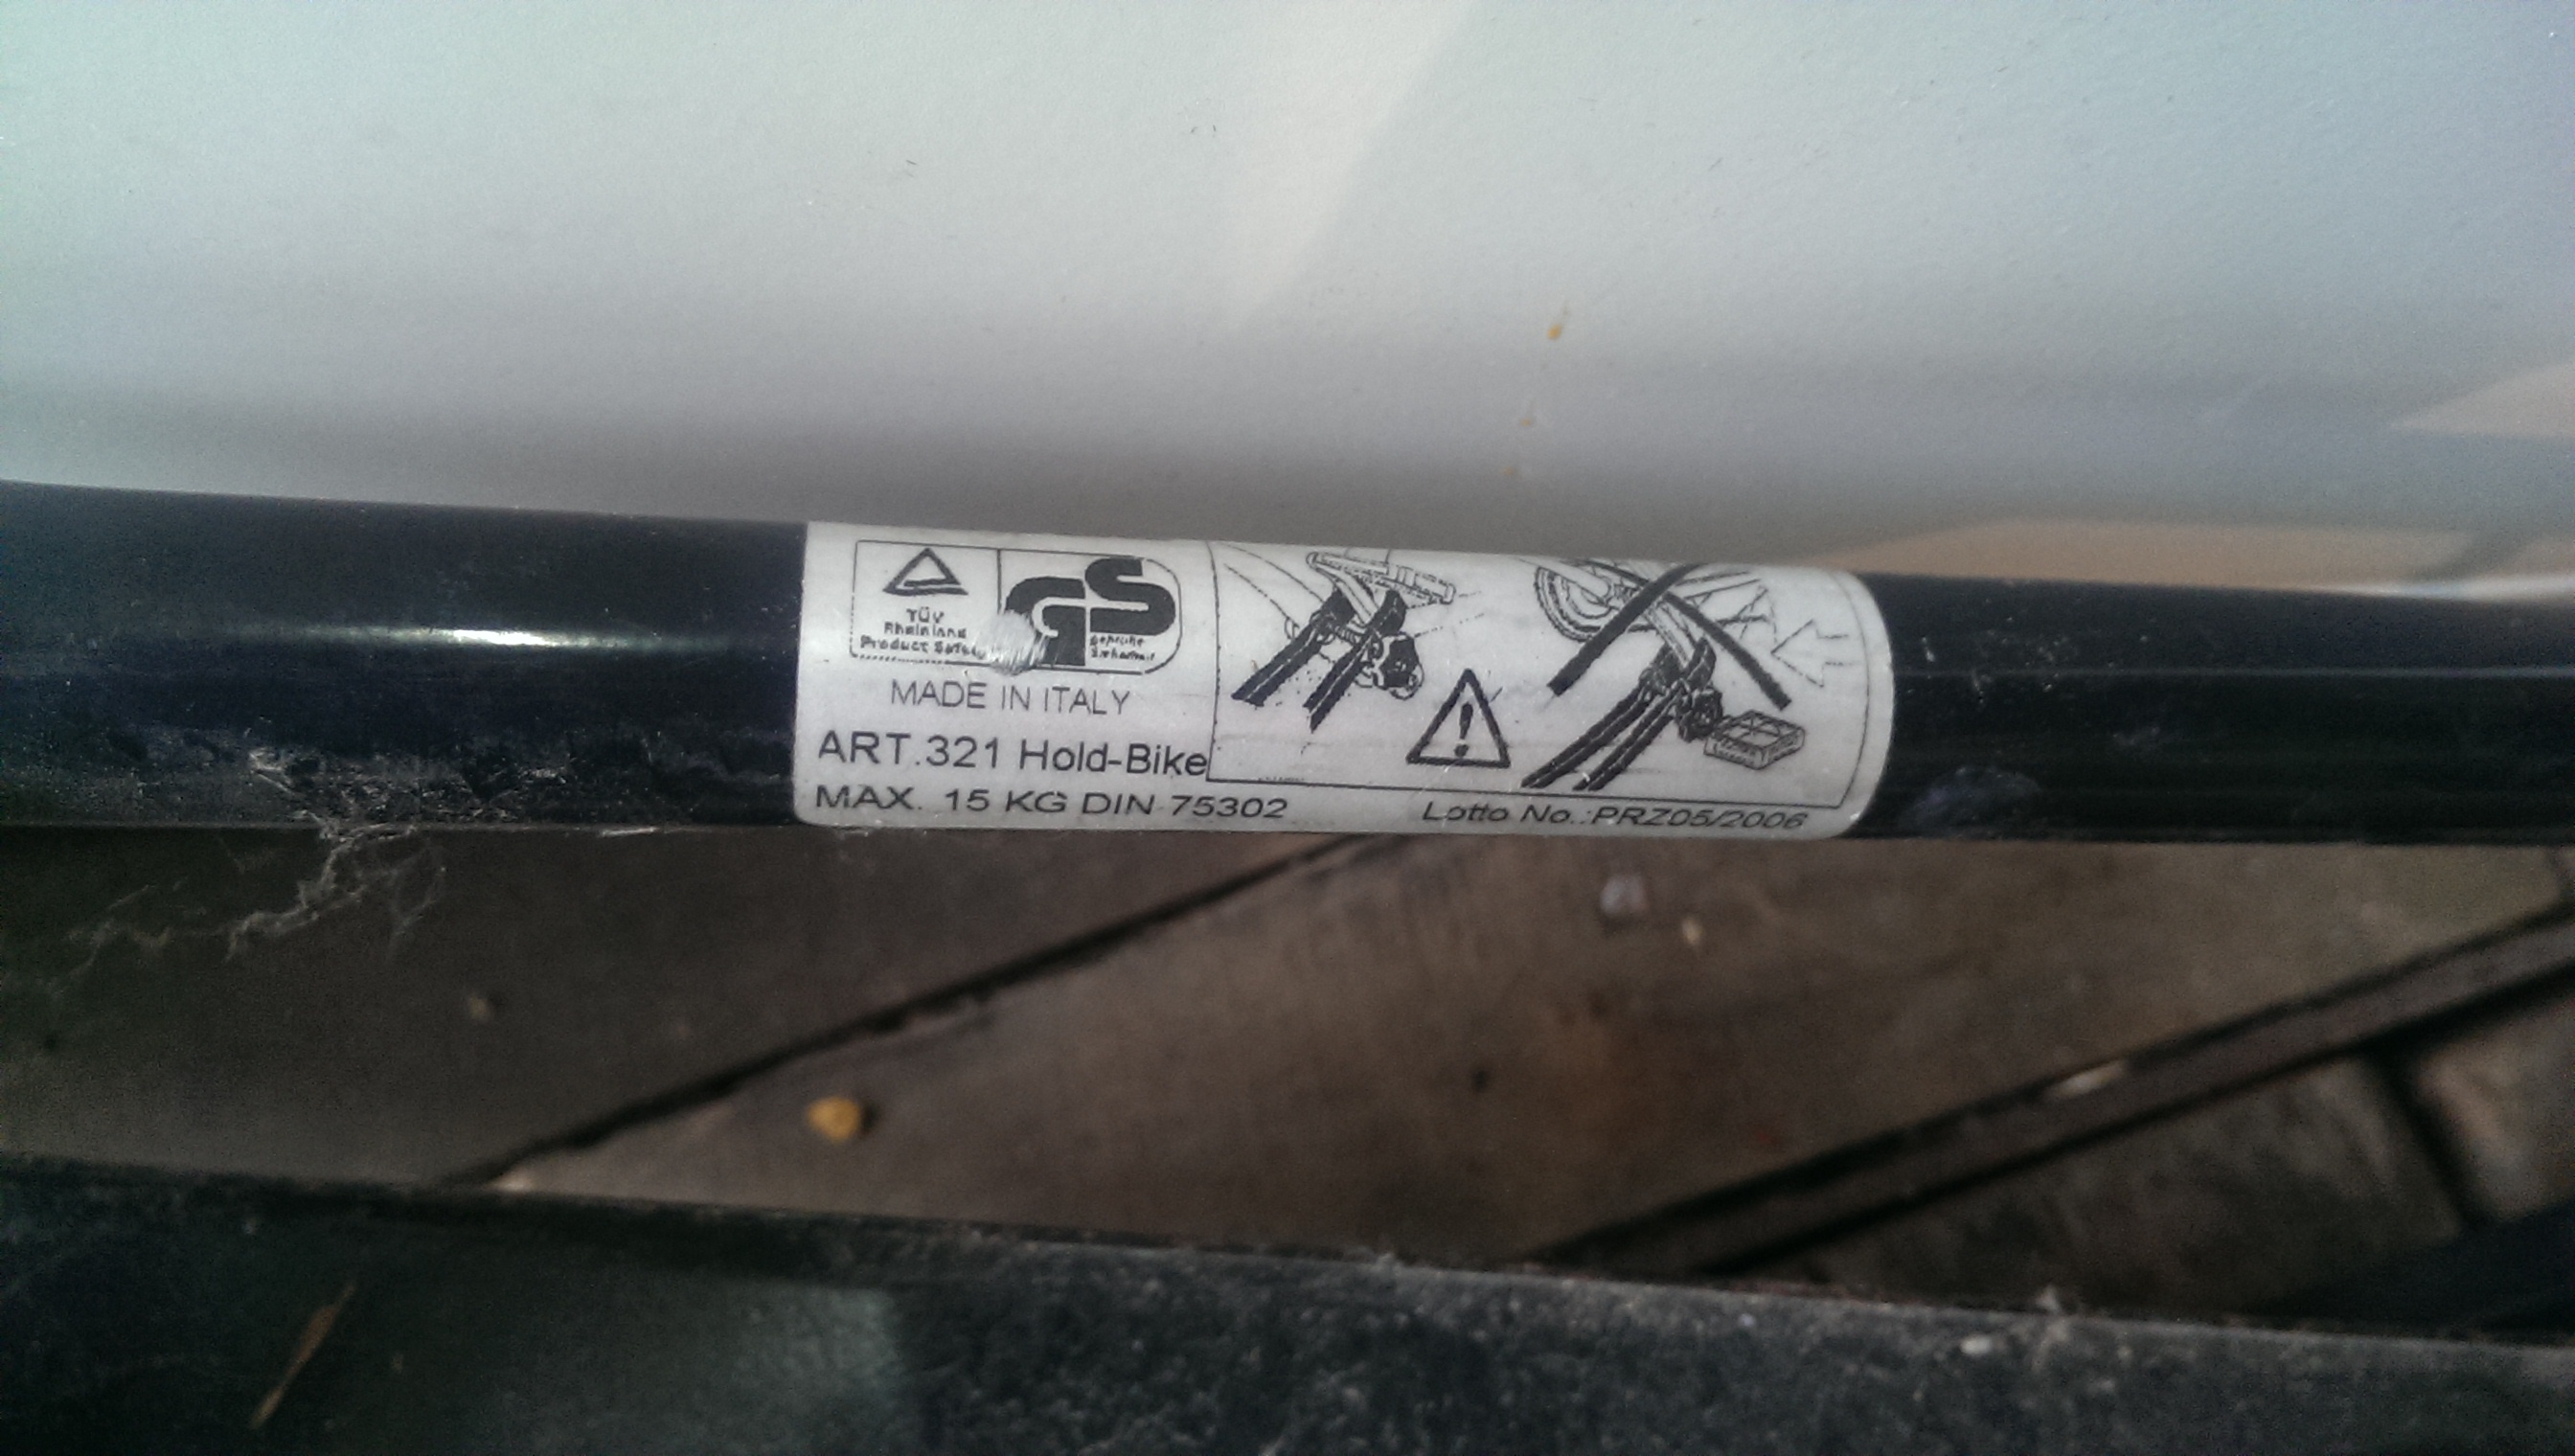 TÜV
Rheinland
Product Safety
GS
geprüfte
Sicherheit
MADE IN ITALY
ART.321 Hold-Bike
MAX. 15 KG DIN 75302
Lotto No.:PRZ05/2006